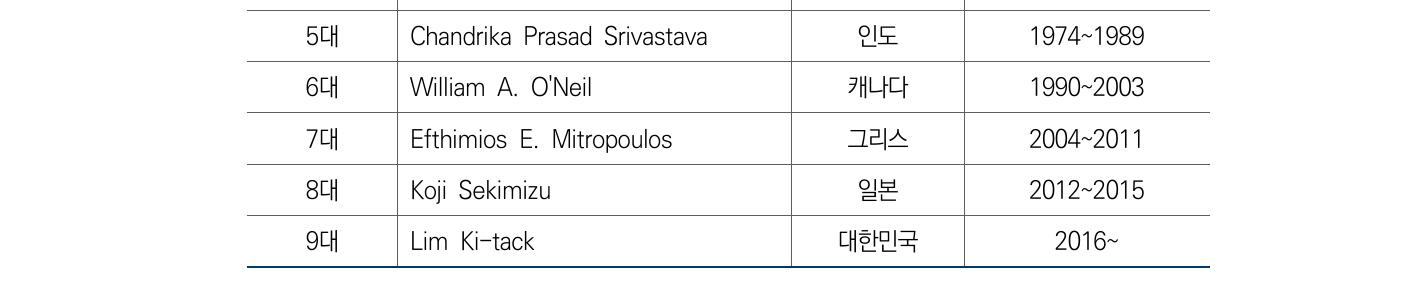 5대 Chandrika Prasad Srivastava 인도 1974~1989
6대 William A. O'Neil 캐나다 1990~2003
7대 Efthimios E. Mitropoulos 그리스 2004~2011
8대 Koji Sekimizu 일본 2012~2015
9대 Lim Ki-tack 대한민국 2016~